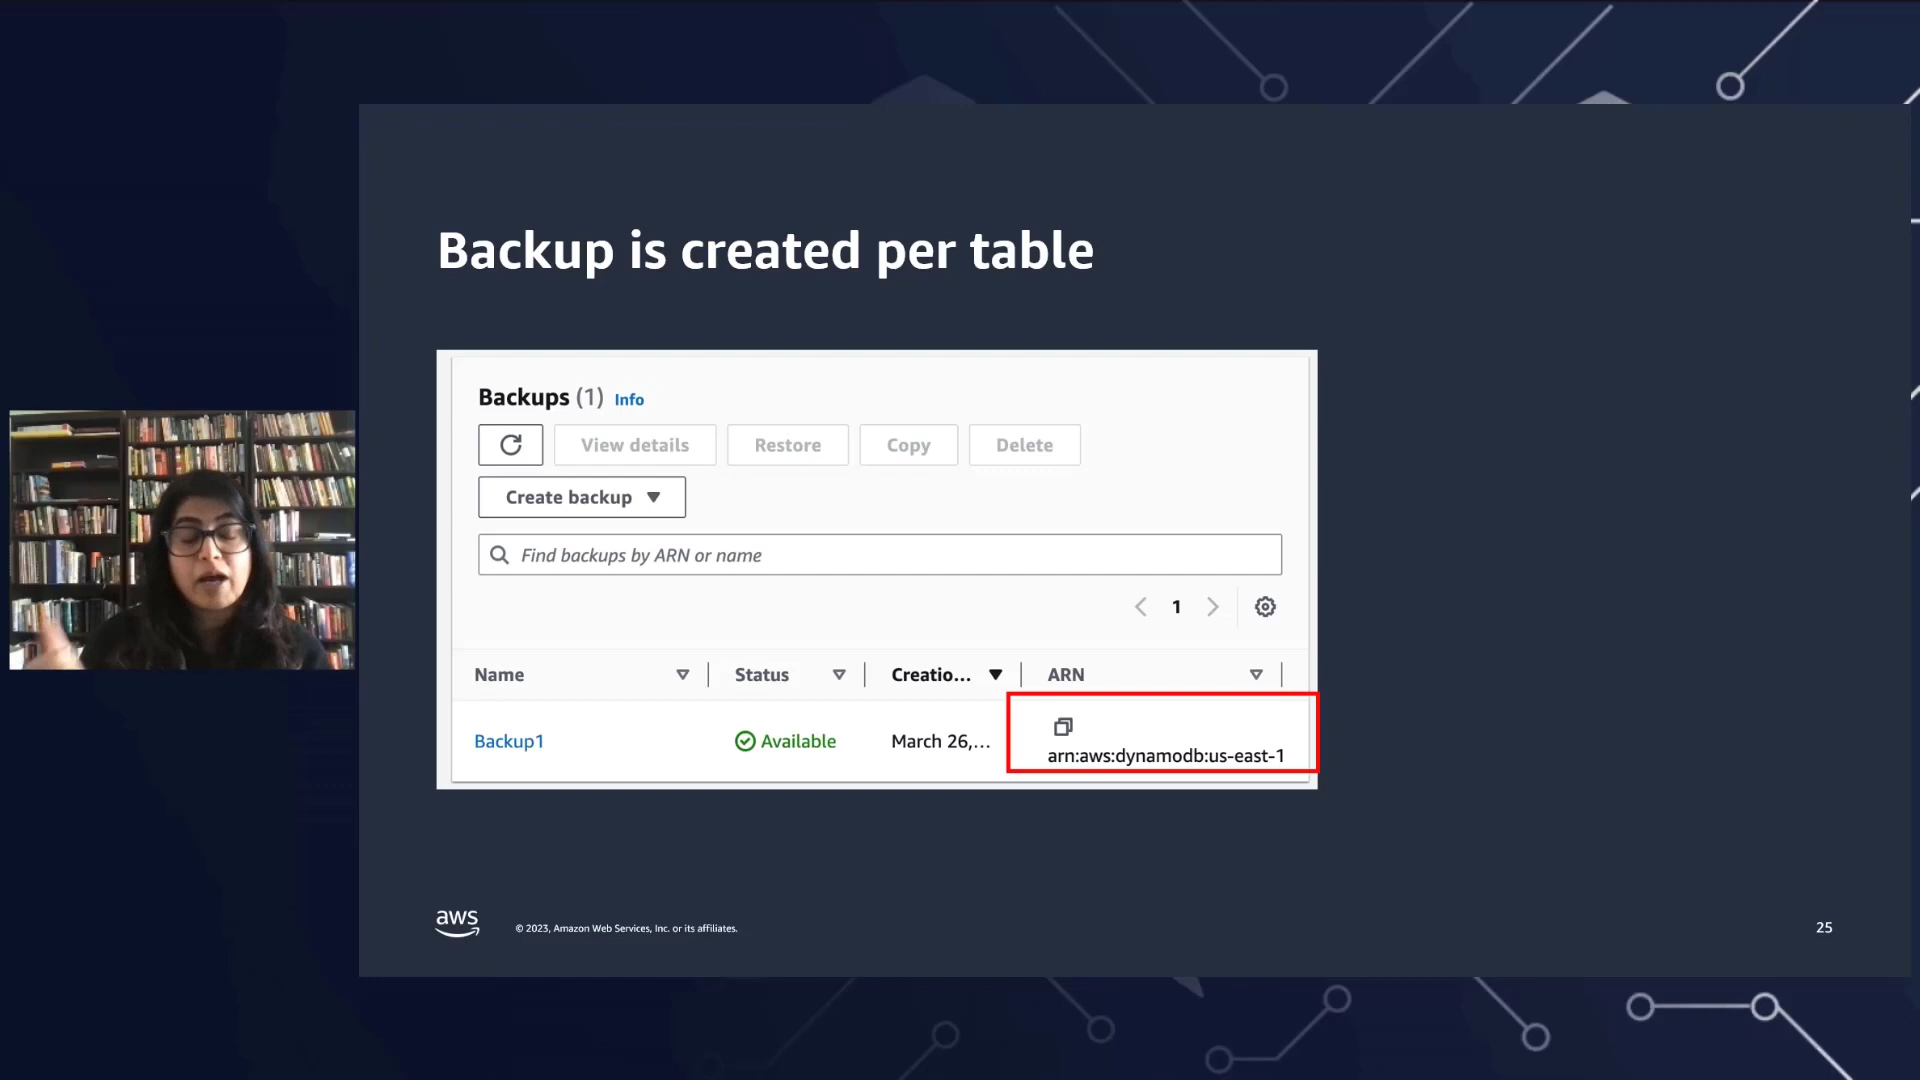 Backup is created per table
Backups (1) Info
View details Restore Copy Delete
Create backup
Find backups by ARN or name
1
Name Status Creatio... ARN
Backup1 Available March 26,... arn:aws:dynamodb:us-east-1
aws © 2023, Amazon Web Services, Inc. or its affiliates. 25